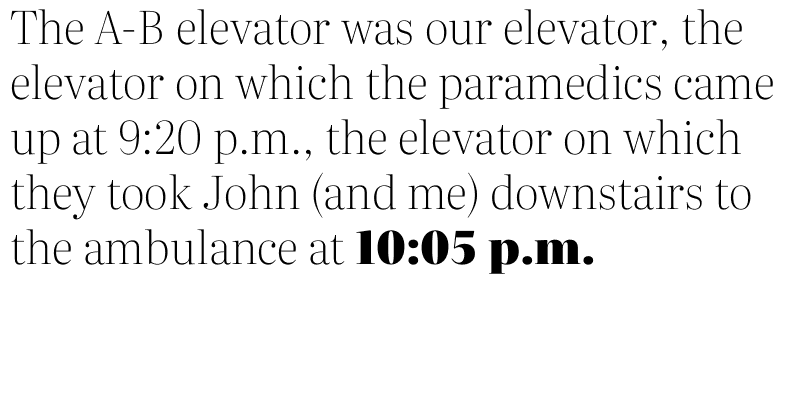 The A-B elevator was our elevator, the
elevator on which the paramedics came
up at 9:20 p.m., the elevator on which
they took John (and me) downstairs to
the ambulance at 10:05 p.m.